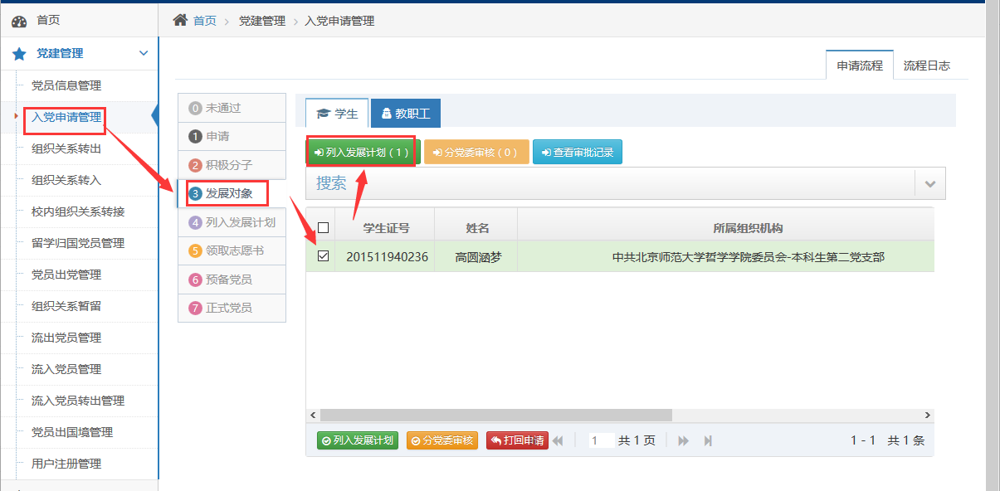 首页
党建管理
党员信息管理
入党申请管理
组织关系转出
组织关系转入
校内组织关系转接
留学归国党员管理
党员出党管理
组织关系暂留
流出党员管理
流入党员管理
流入党员转出管理
党员出国境管理
用户注册管理
首页 > 党建管理 > 入党申请管理
申请流程 流程日志
0 未通过
1 申请
2 积极分子
3 发展对象
4 列入发展计划
5 领取志愿书
6 预备党员
7 正式党员
学生 教职工
列入发展计划（1） 分党委审核（0） 查看审批记录
搜索
学生证号 姓名 所属组织机构
201511940236 高圆涵梦 中共北京师范大学哲学学院委员会-本科生第二党支部
列入发展计划 分党委审核 打回申请 1 共 1 页 1 - 1 共 1 条